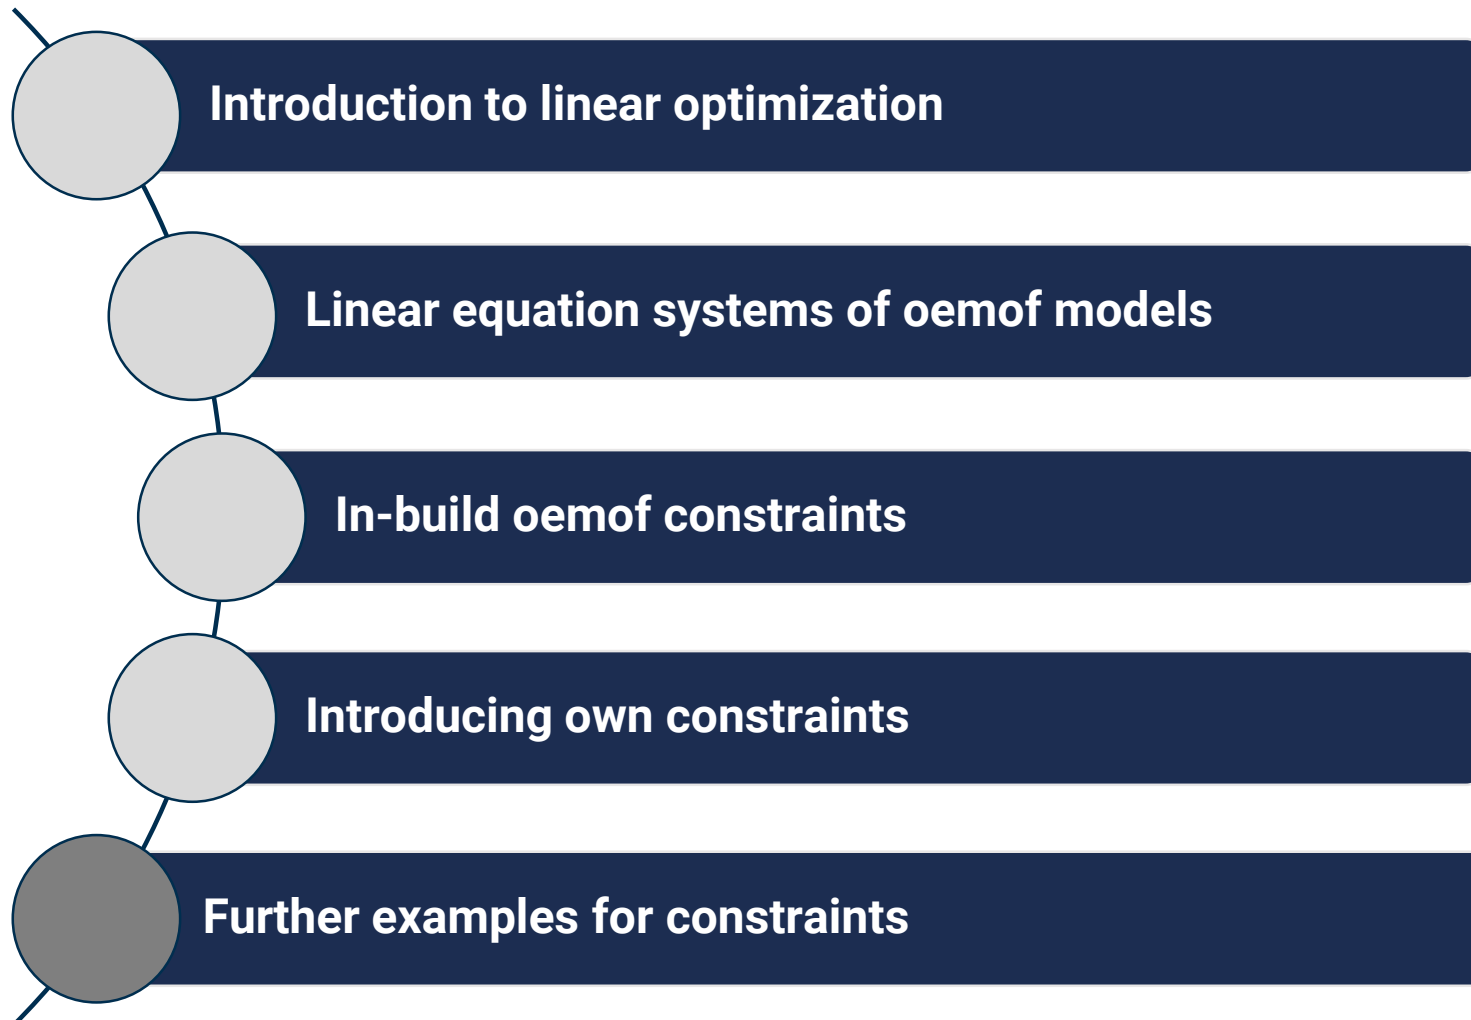 Introduction to linear optimization
Linear equation systems of oemof models
In-build oemof constraints
Introducing own constraints
Further examples for constraints